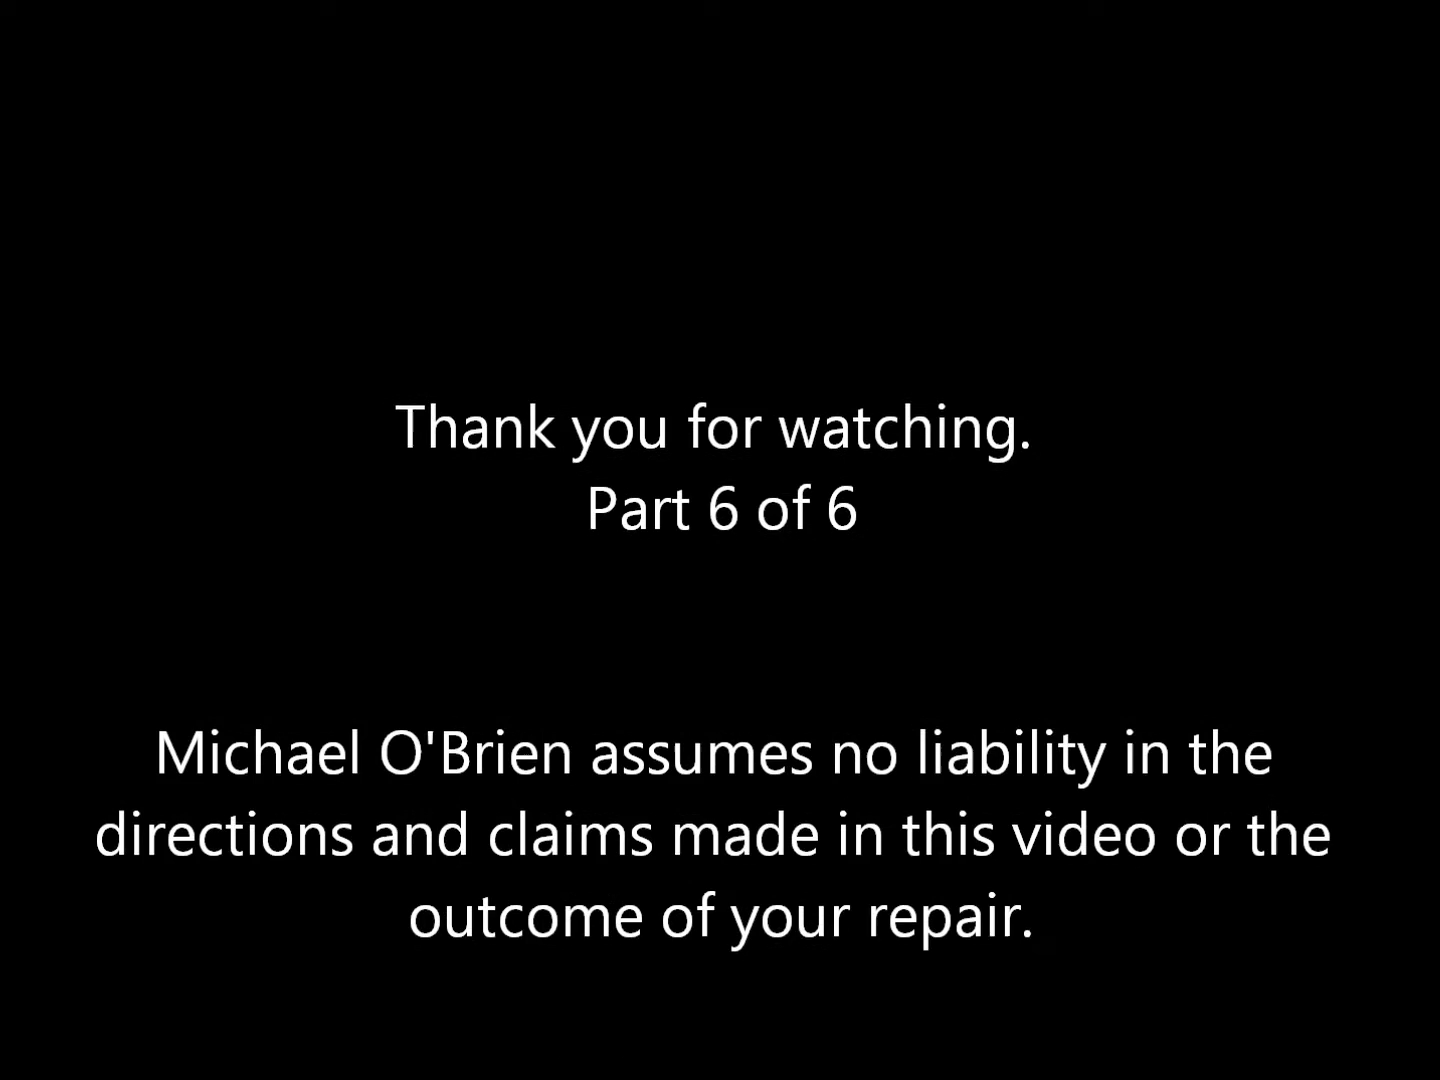 Thank you for watching.
Part 6 of 6
Michael O'Brien assumes no liability in the
directions and claims made in this video or the
outcome of your repair.